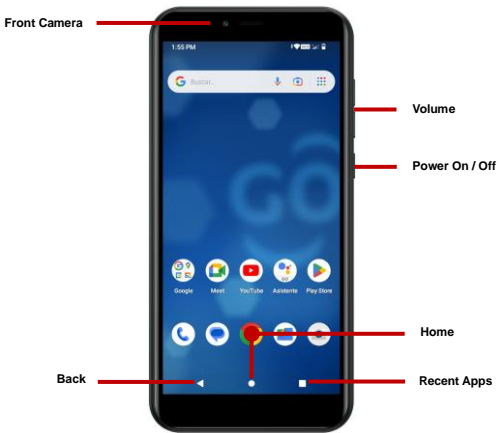 Front Camera
1:55 PM
Buscar...
Volume
Power On / Off
GO
Google Meet YouTube Asistente Play Store
Home
Back
Recent Apps